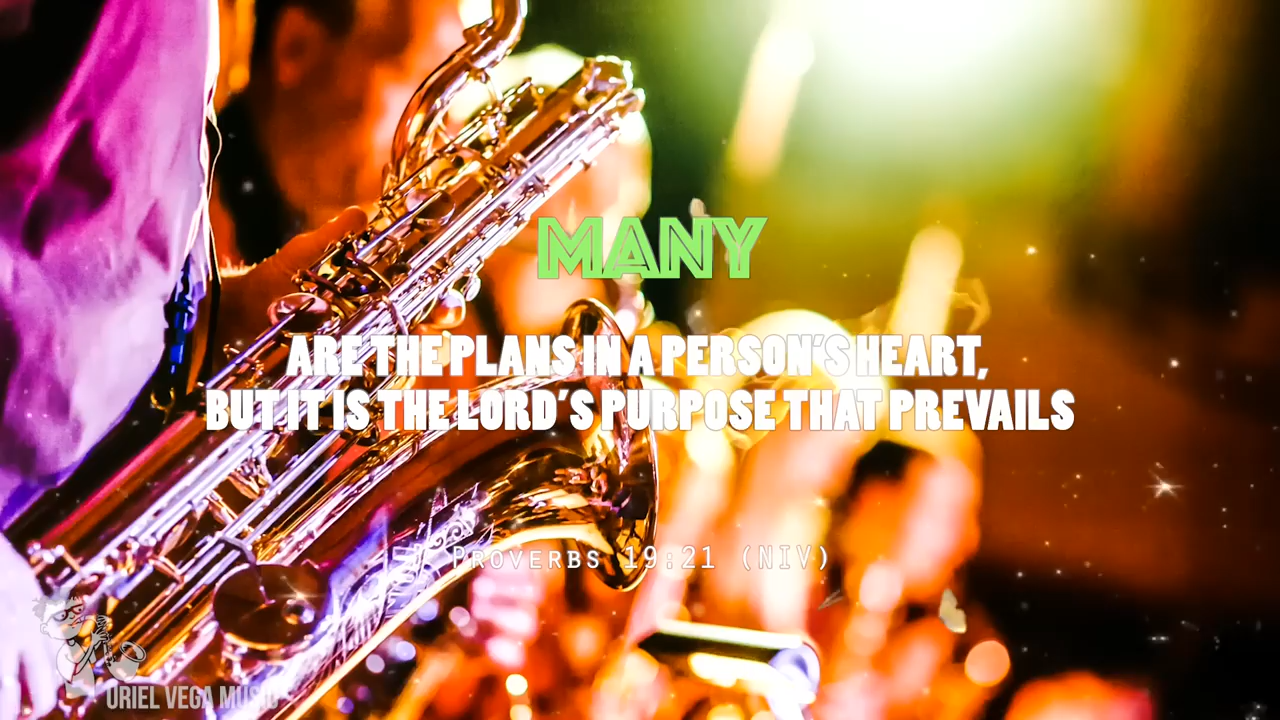 MANY
ARE THE PLANS IN A PERSON'S HEART,
BUT IT IS THE LORD'S PURPOSE THAT PREVAILS
PROVERBS 19:21 (NIV)
ORIEL VEGA MUSIC